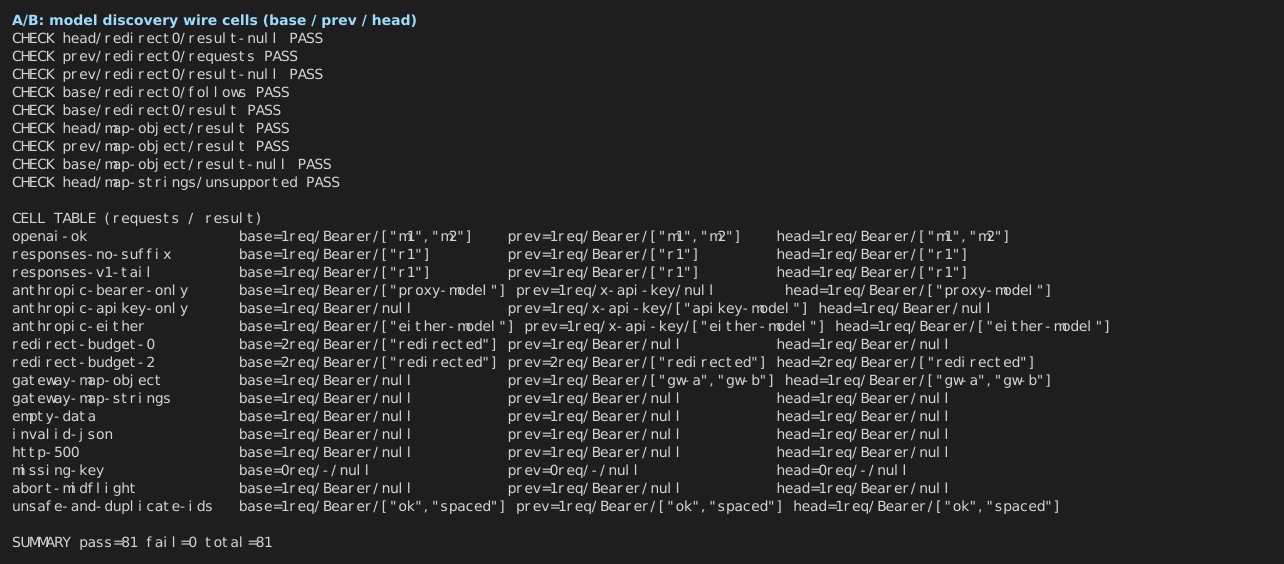 A/B: model discovery wire cells (base / prev / head)
CHECK head/redirect0/result-null PASS
CHECK prev/redirect0/requests PASS
CHECK prev/redirect0/result-null PASS
CHECK base/redirect0/follows PASS
CHECK base/redirect0/result PASS
CHECK head/map-object/result PASS
CHECK prev/map-object/result PASS
CHECK base/map-object/result-null PASS
CHECK head/map-strings/unsupported PASS
CELL TABLE (requests / result)
openai-ok base=1req/Bearer/["m1","m2"] prev=1req/Bearer/["m1","m2"] head=1req/Bearer/["m1","m2"]
responses-no-suffix base=1req/Bearer/["r1"] prev=1req/Bearer/["r1"] head=1req/Bearer/["r1"]
responses-v1-tail base=1req/Bearer/["r1"] prev=1req/Bearer/["r1"] head=1req/Bearer/["r1"]
anthropic-bearer-only base=1req/Bearer/["proxy-model"] prev=1req/x-api-key/null head=1req/Bearer/["proxy-model"]
anthropic-apikey-only base=1req/Bearer/null prev=1req/x-api-key/["apikey-model"] head=1req/Bearer/null
anthropic-either base=1req/Bearer/["either-model"] prev=1req/x-api-key/["either-model"] head=1req/Bearer/["either-model"]
redirect-budget-0 base=2req/Bearer/["redirected"] prev=1req/Bearer/null head=1req/Bearer/null
redirect-budget-2 base=2req/Bearer/["redirected"] prev=2req/Bearer/["redirected"] head=2req/Bearer/["redirected"]
gateway-map-object base=1req/Bearer/null prev=1req/Bearer/["gw-a","gw-b"] head=1req/Bearer/["gw-a","gw-b"]
gateway-map-strings base=1req/Bearer/null prev=1req/Bearer/null head=1req/Bearer/null
empty-data base=1req/Bearer/null prev=1req/Bearer/null head=1req/Bearer/null
invalid-json base=1req/Bearer/null prev=1req/Bearer/null head=1req/Bearer/null
http-500 base=1req/Bearer/null prev=1req/Bearer/null head=1req/Bearer/null
missing-key base=0req/-/null prev=0req/-/null head=0req/-/null
abort-midflight base=1req/Bearer/null prev=1req/Bearer/null head=1req/Bearer/null
unsafe-and-duplicate-ids base=1req/Bearer/["ok","spaced"] prev=1req/Bearer/["ok","spaced"] head=1req/Bearer/["ok","spaced"]
SUMMARY pass=81 fail=0 total=81